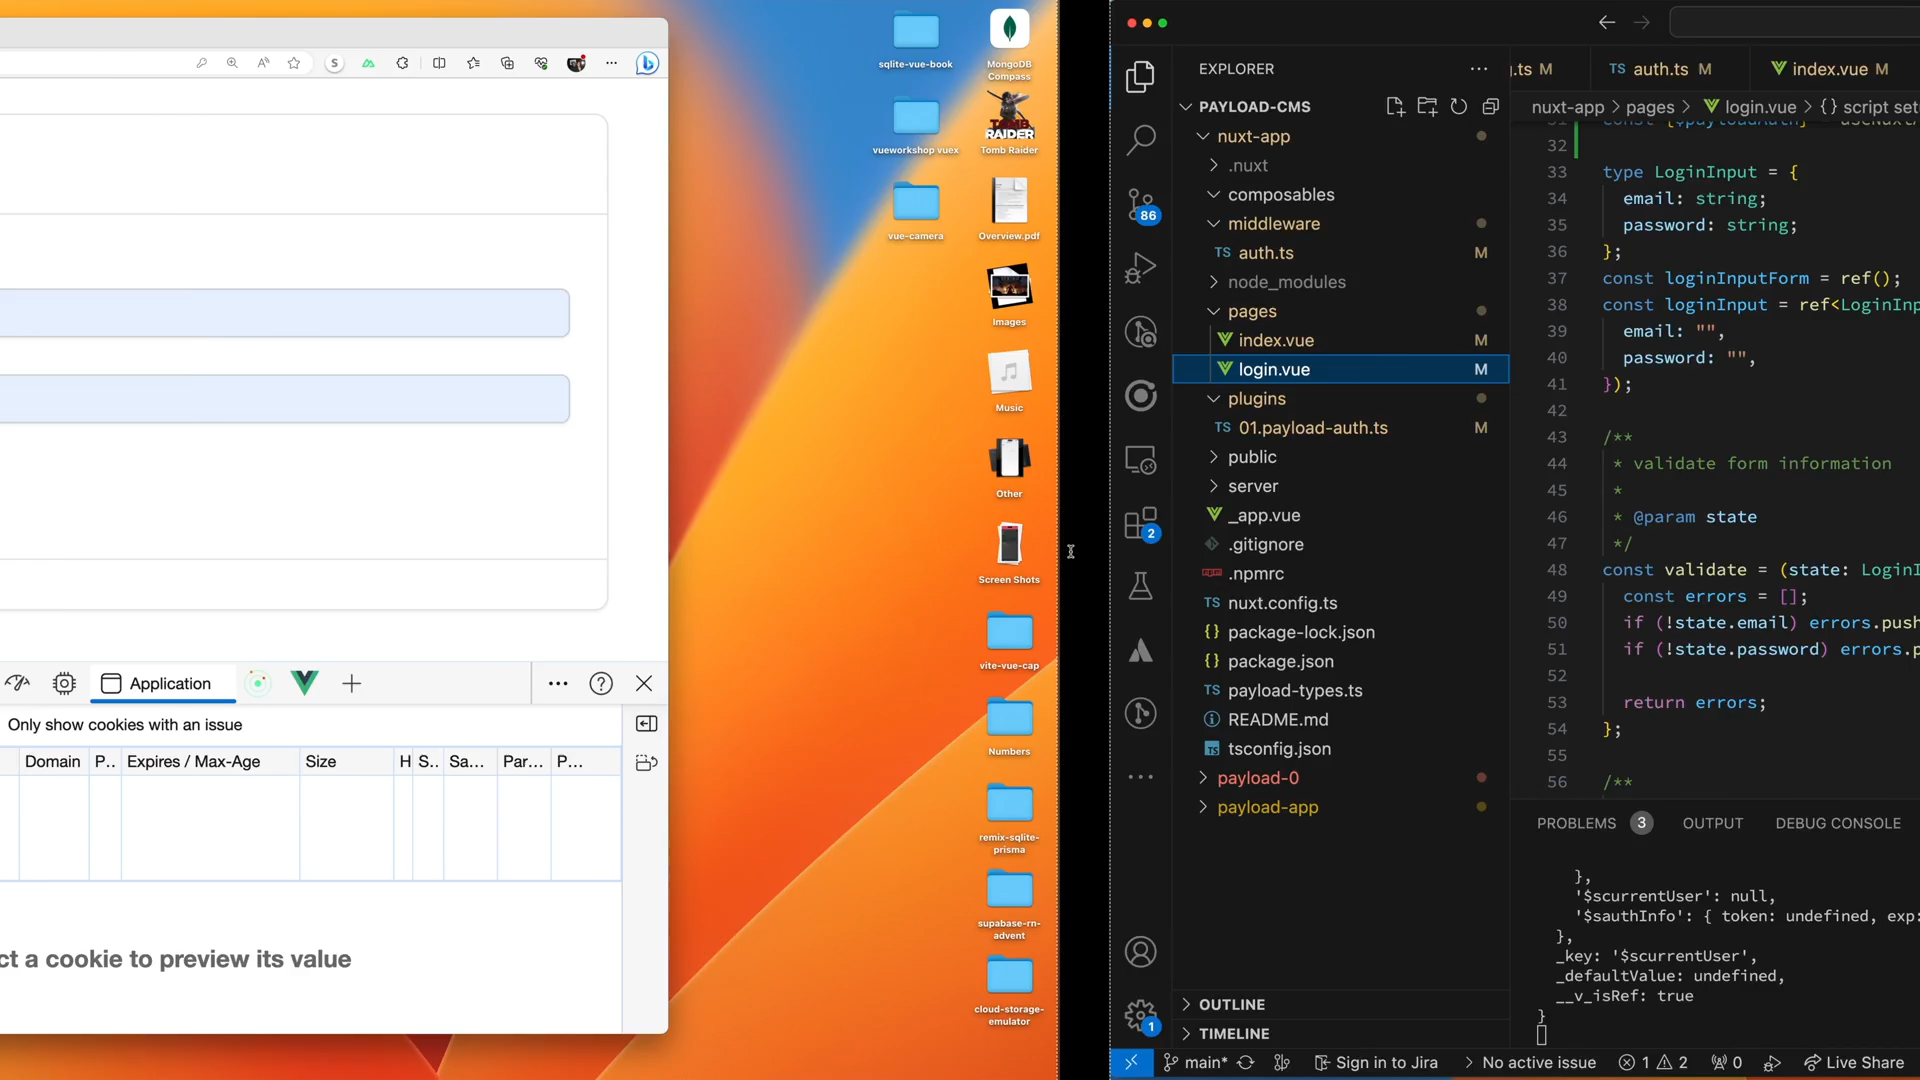 S
Application
Only show cookies with an issue
Domain P.. Expires / Max-Age Size H S.. Sa... Par... P...
ct a cookie to preview its value
sqlite-vue-book
MongoDB
Compass
vueworkshop vuex
TOMB
RAIDER
Tomb Raider
vue-camera
Overview.pdf
Images
Music
Other
Screen Shots
vite-vue-cap
Numbers
remix-sqlite-
prisma
supabase-rn-
advent
cloud-storage-
emulator
EXPLORER
PAYLOAD-CMS
nuxt-app
.nuxt
composables
middleware
TS auth.ts M
node_modules
pages
index.vue M
login.vue M
plugins
TS 01.payload-auth.ts M
public
server
_app.vue
.gitignore
.npmrc
TS nuxt.config.ts
{} package-lock.json
{} package.json
TS payload-types.ts
README.md
tsconfig.json
payload-0
payload-app
OUTLINE
TIMELINE
86
2
1
.ts M TS auth.ts M index.vue M
nuxt-app > pages > login.vue > {} script set
32
33 type LoginInput = {
34 email: string;
35 password: string;
36 };
37 const loginInputForm = ref();
38 const loginInput = ref<LoginInp
39 email: "",
40 password: "",
41 });
42
43 /**
44 * validate form information
45 *
46 * @param state
47 */
48 const validate = (state: LoginI
49 const errors = [];
50 if (!state.email) errors.push
51 if (!state.password) errors.p
52
53 return errors;
54 };
55
56 /**
PROBLEMS 3 OUTPUT DEBUG CONSOLE
},
'$scurrentUser': null,
'$sauthInfo': { token: undefined, exp:
},
_key: '$scurrentUser',
_defaultValue: undefined,
__v_isRef: true
}
main* Sign in to Jira > No active issue 1 2 0 Live Share